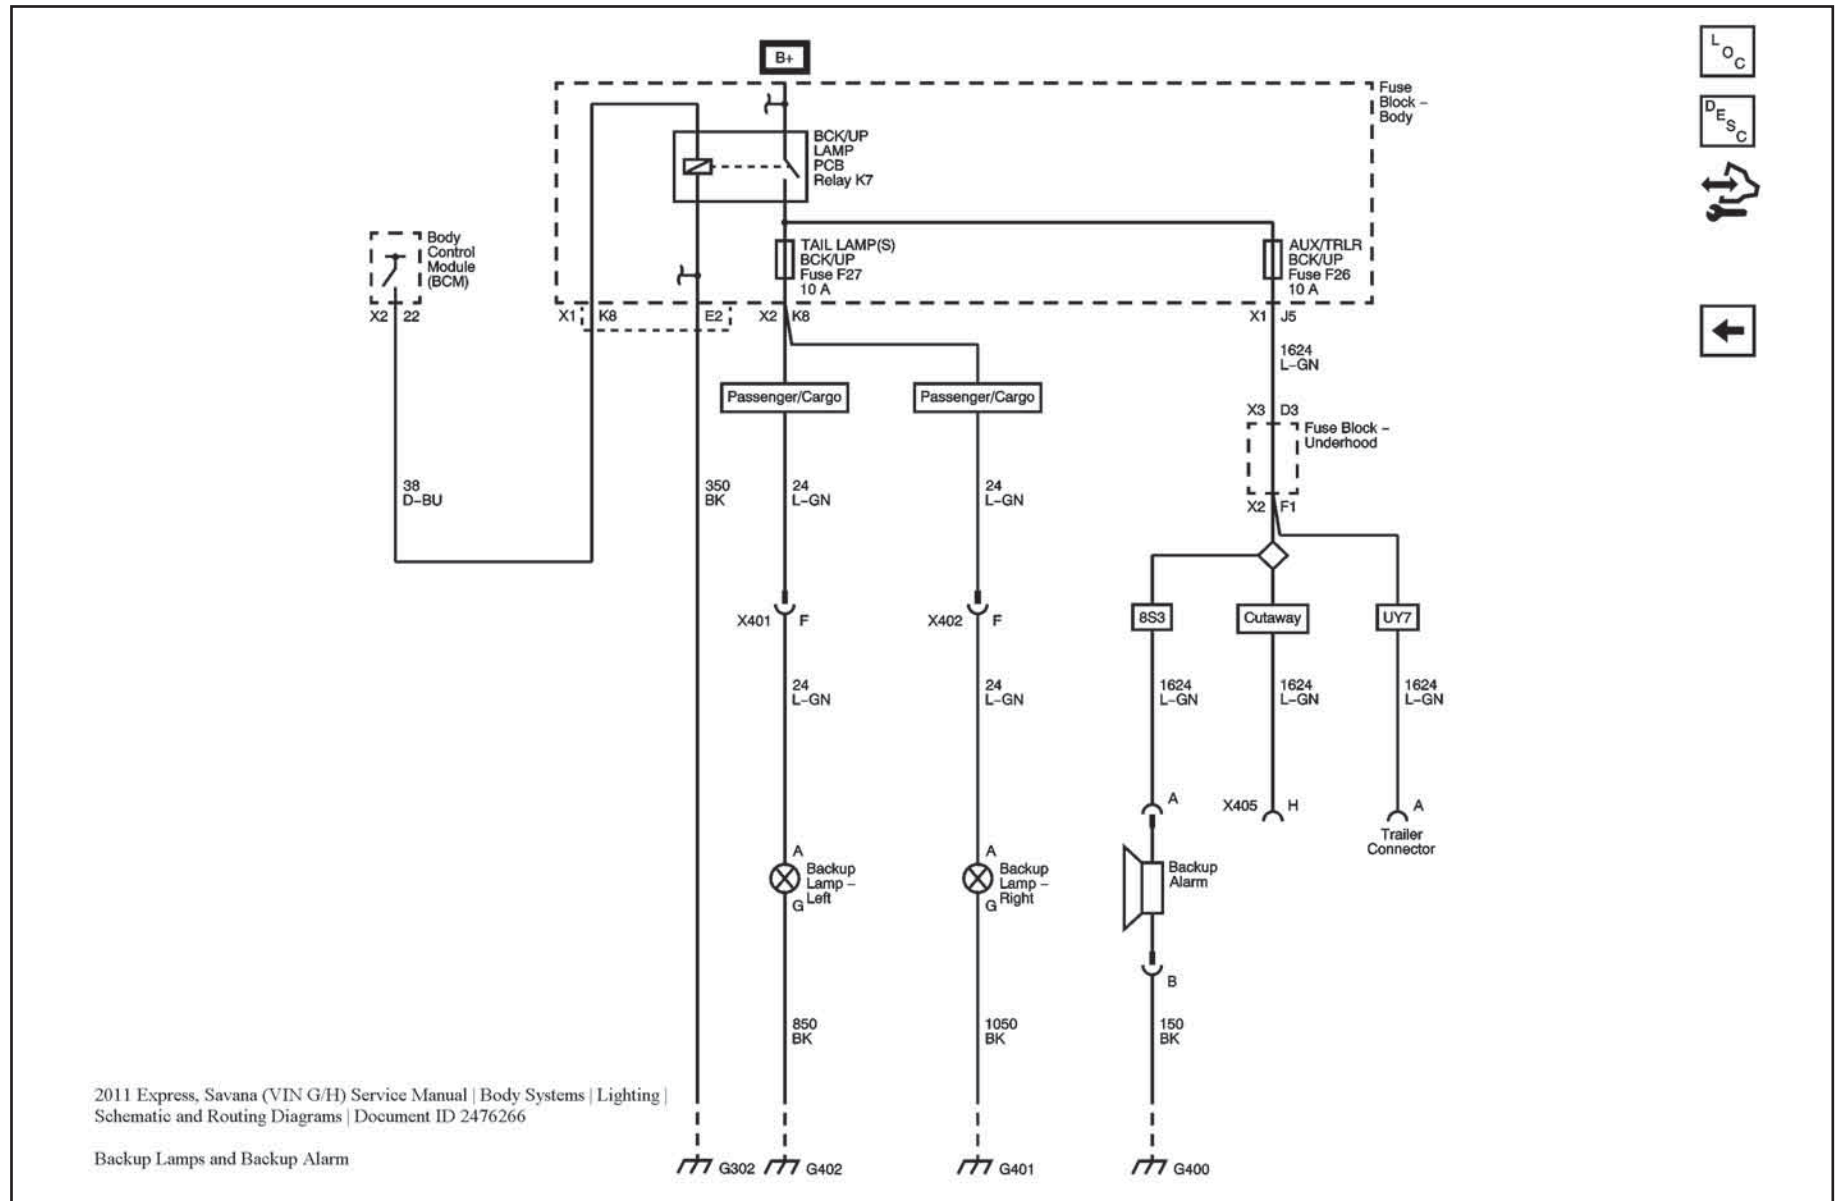 B+
L
O
C
D
E
S
C
Fuse
Block –
Body
BCK/UP
LAMP
PCB
Relay K7
Body
Control
Module
(BCM)
TAIL LAMP(S)
BCK/UP
Fuse F27
10 A
AUX/TRLR
BCK/UP
Fuse F26
10 A
X2 22
X1 K8
E2
X2 K8
X1 J5
1624
L–GN
Passenger/Cargo
Passenger/Cargo
X3 D3
Fuse Block –
Underhood
38
D–BU
350
BK
24
L–GN
24
L–GN
X2 F1
X401 F
X402 F
8S3
Cutaway
UY7
24
L–GN
24
L–GN
1624
L–GN
1624
L–GN
1624
L–GN
A
X405 H
A
Trailer
Connector
A
Backup
Lamp –
Left
G
A
Backup
Lamp –
Right
G
Backup
Alarm
B
850
BK
1050
BK
150
BK
2011 Express, Savana (VIN G/H) Service Manual | Body Systems | Lighting |
Schematic and Routing Diagrams | Document ID 2476266
Backup Lamps and Backup Alarm
G302
G402
G401
G400